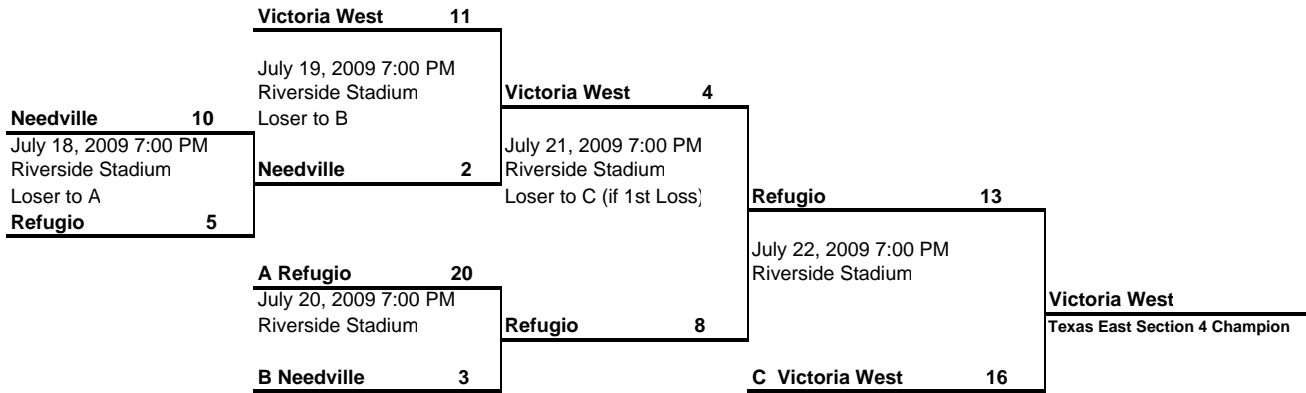 Victoria West 11
July 19, 2009 7:00 PM
Riverside Stadium
Loser to B
Needville 10
July 18, 2009 7:00 PM
Riverside Stadium
Loser to A
Refugio 5
Needville 2
Victoria West 4
July 21, 2009 7:00 PM
Riverside Stadium
Loser to C (if 1st Loss)
A Refugio 20
July 20, 2009 7:00 PM
Riverside Stadium
B Needville 3
Refugio 8
Refugio 13
July 22, 2009 7:00 PM
Riverside Stadium
C Victoria West 16
Victoria West
Texas East Section 4 Champion